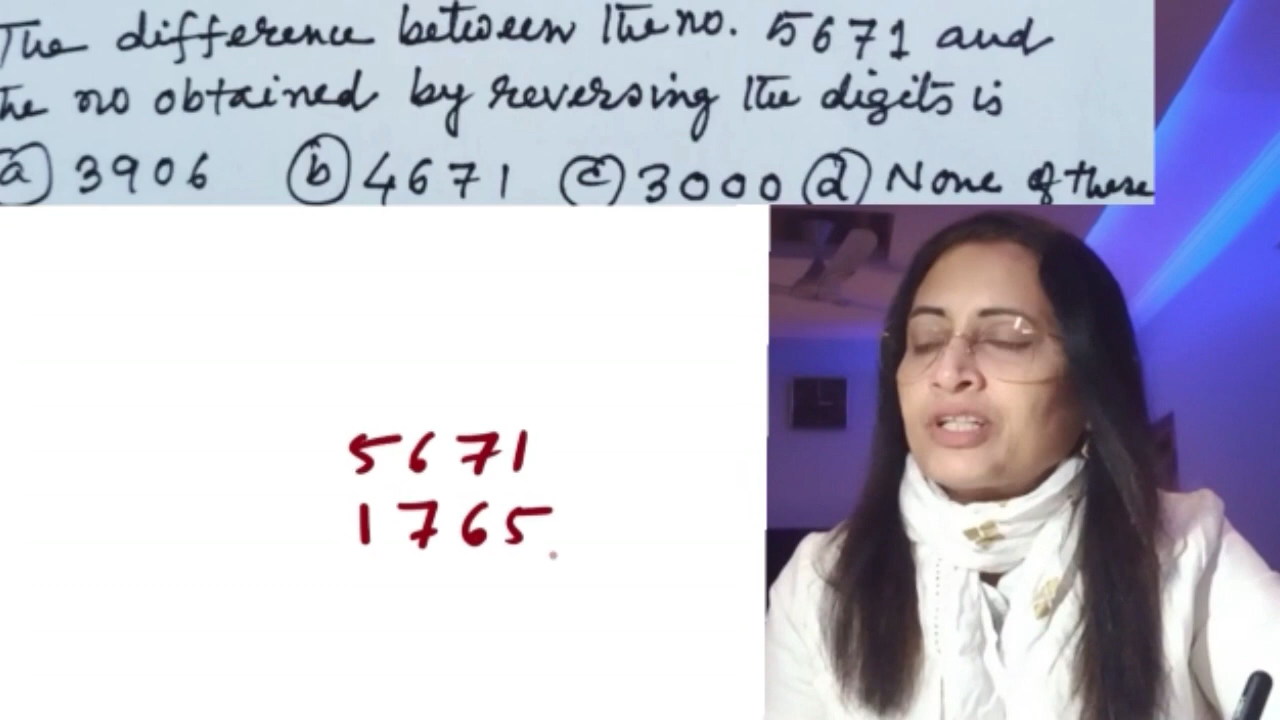 The difference between the no. 5671 and
the no obtained by reversing the digits is
(a) 3906 (b) 4671 (c) 3000 (d) None of these
5671
1765